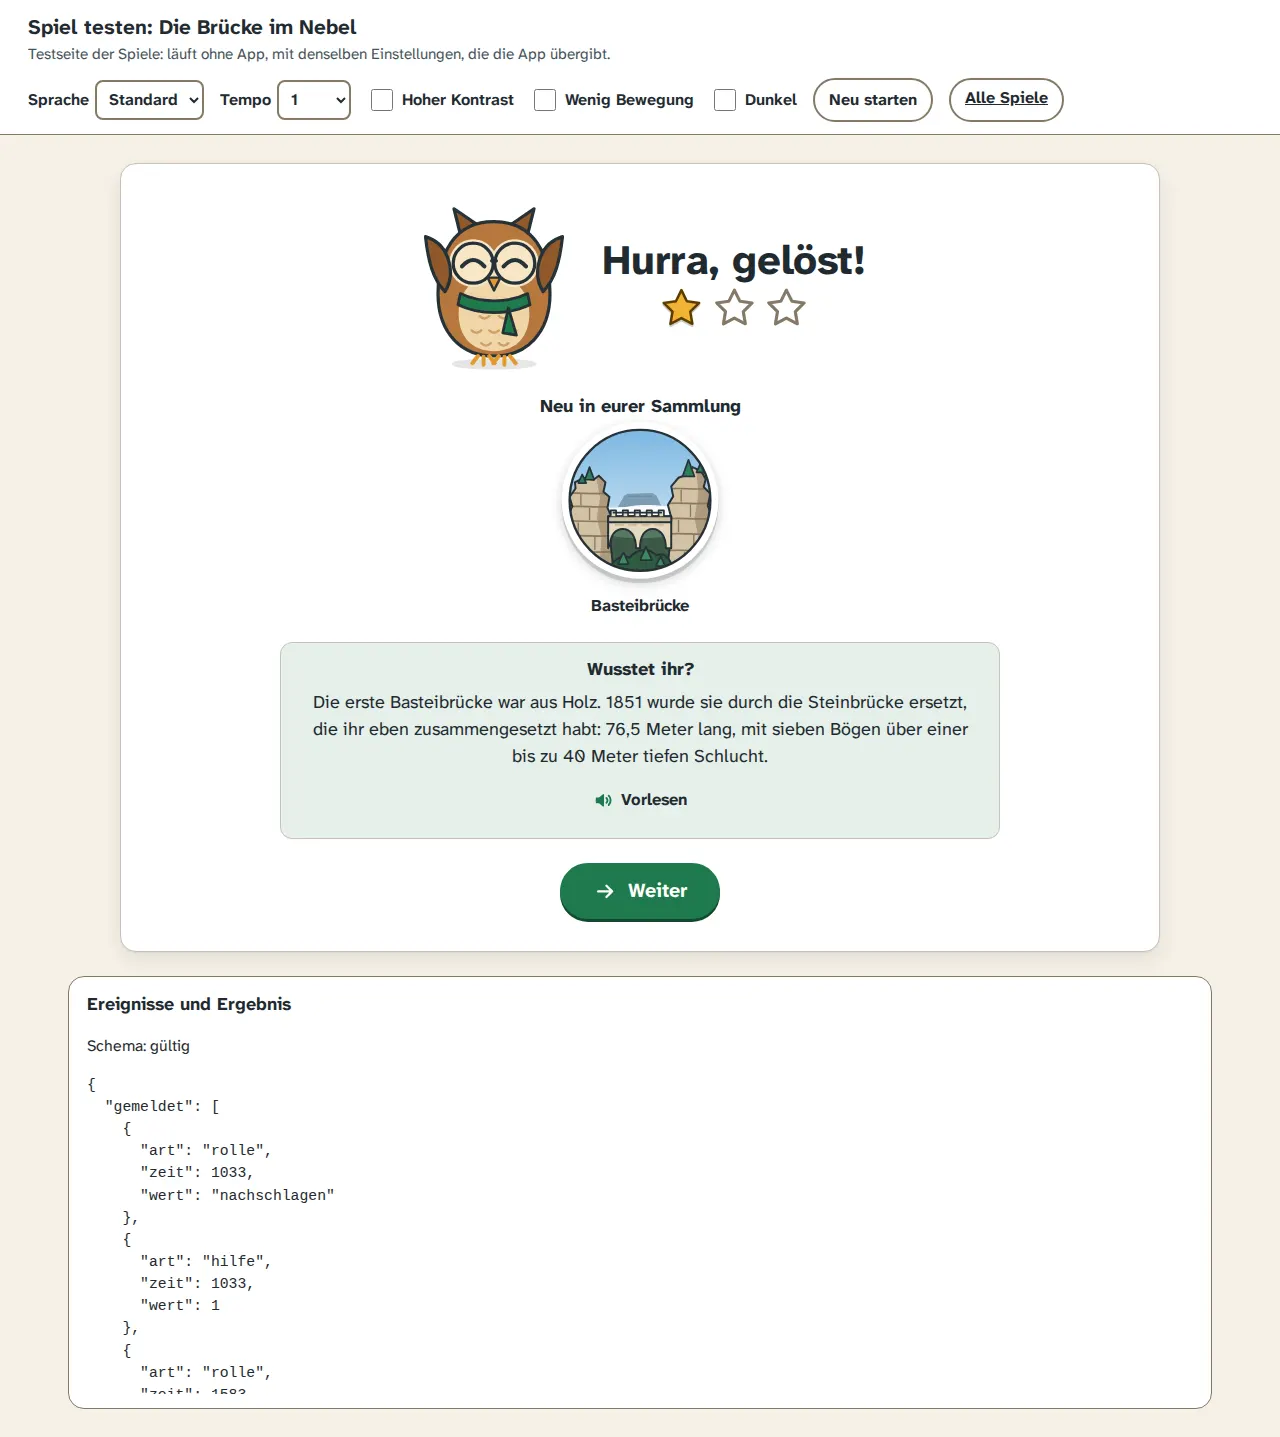 Spiel testen: Die Brücke im Nebel
Testseite der Spiele: läuft ohne App, mit denselben Einstellungen, die die App übergibt.
Sprache Standard Tempo 1 Hoher Kontrast Wenig Bewegung Dunkel Neu starten Alle Spiele
Hurra, gelöst!
Neu in eurer Sammlung
Basteibrücke
Wusstet ihr?
Die erste Basteibrücke war aus Holz. 1851 wurde sie durch die Steinbrücke ersetzt,
die ihr eben zusammengesetzt habt: 76,5 Meter lang, mit sieben Bögen über einer
bis zu 40 Meter tiefen Schlucht.
Vorlesen
Weiter
Ereignisse und Ergebnis
Schema: gültig
{
  "gemeldet": [
    {
      "art": "rolle",
      "zeit": 1033,
      "wert": "nachschlagen"
    },
    {
      "art": "hilfe",
      "zeit": 1033,
      "wert": 1
    },
    {
      "art": "rolle",
      "zeit": 1583